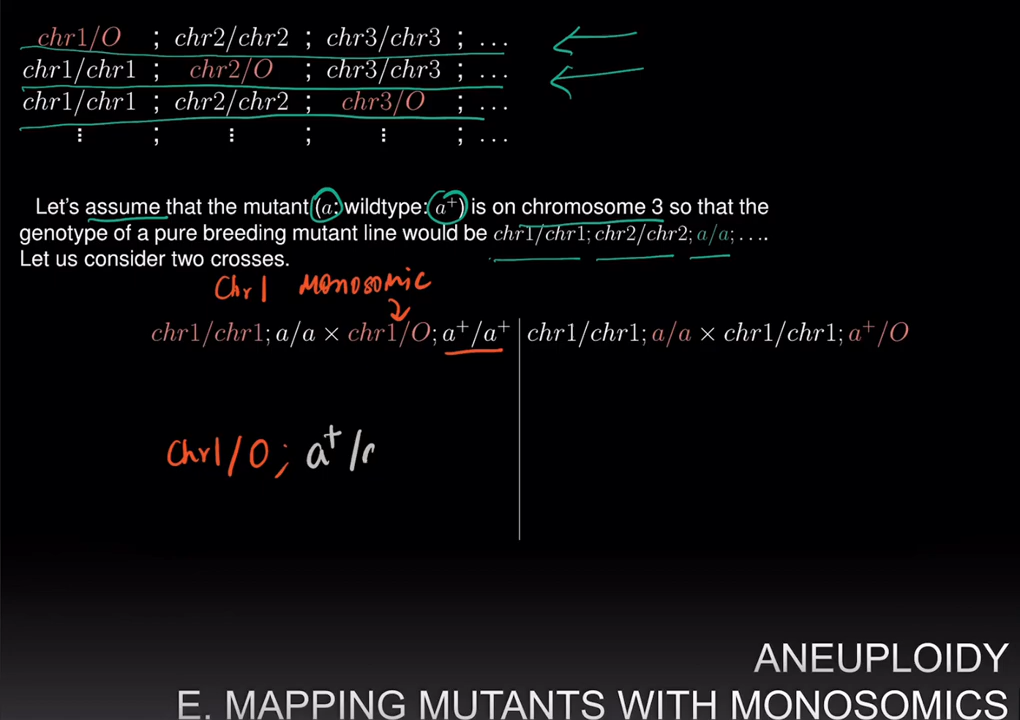 chr1/O ; chr2/chr2 ; chr3/chr3 ; ...
chr1/chr1 ; chr2/O ; chr3/chr3 ; ...
chr1/chr1 ; chr2/chr2 ; chr3/O ; ...
⋮ ; ⋮ ; ⋮ ; ...
Let's assume that the mutant (a; wildtype: a⁺) is on chromosome 3 so that the
genotype of a pure breeding mutant line would be chr1/chr1; chr2/chr2; a/a; ....
Let us consider two crosses.
Chr1 monosomic
chr1/chr1; a/a × chr1/O; a⁺/a⁺ chr1/chr1; a/a × chr1/chr1; a⁺/O
Chr1/O; a⁺/
ANEUPLOIDY
E. MAPPING MUTANTS WITH MONOSOMICS